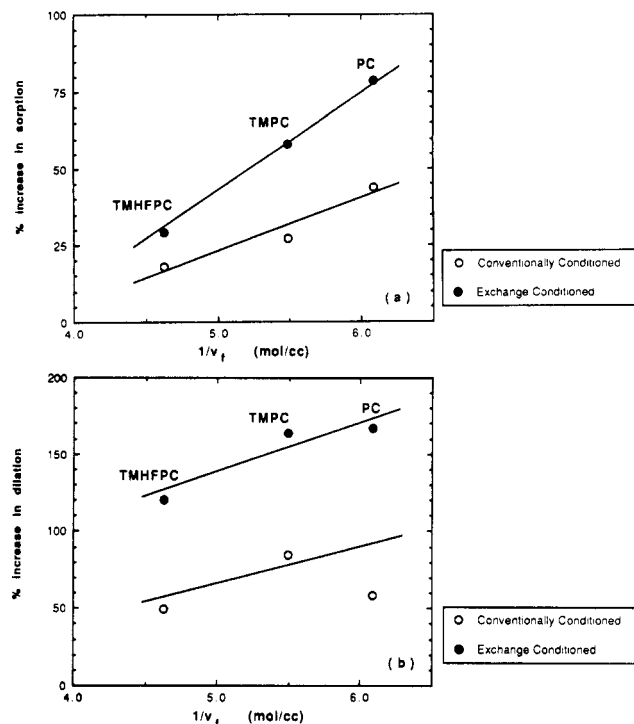 100
75
50
25
0
% increase in sorption
PC
TMPC
TMHFPC
( a )
4.0 5.0 6.0
1/v_f (mol/cc)
○ Conventionally Conditioned
● Exchange Conditioned
200
150
100
50
0
% increase in dilation
PC
TMPC
TMHFPC
( b )
4.0 5.0 6.0
1/v_f (mol/cc)
○ Conventionally Conditioned
● Exchange Conditioned